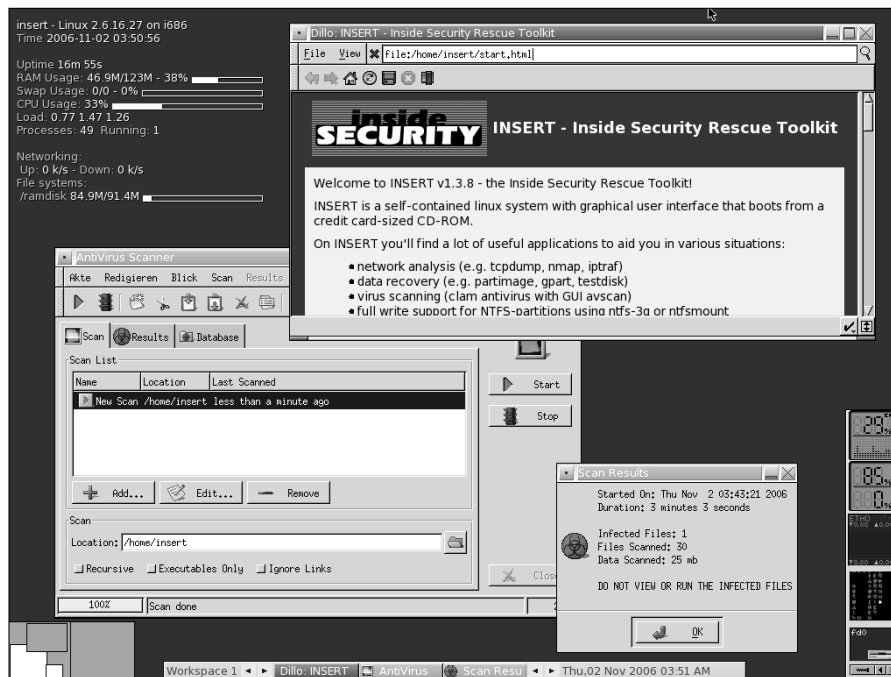 insert - Linux 2.6.16.27 on i686
Time 2006-11-02 03:50:56
Uptime 16m 55s
RAM Usage: 46.9M/123M - 38%
Swap Usage: 0/0 - 0%
CPU Usage: 33%
Load: 0.77 1.47 1.26
Processes: 49 Running: 1
Networking:
Up: 0 k/s - Down: 0 k/s
File systems:
/ramdisk 84.9M/91.4M
Dillo: INSERT - Inside Security Rescue Toolkit
File View file:/home/insert/start.html
inside SECURITY
INSERT - Inside Security Rescue Toolkit
Welcome to INSERT v1.3.8 - the Inside Security Rescue Toolkit!
INSERT is a self-contained linux system with graphical user interface that boots from a
credit card-sized CD-ROM.
On INSERT you'll find a lot of useful applications to aid you in various situations:
network analysis (e.g. tcpdump, nmap, iptraf)
data recovery (e.g. partimage, gpart, testdisk)
virus scanning (clam antivirus with GUI avscan)
full write support for NTFS-partitions using ntfs-3g or ntfsmount
AntiVirus Scanner
Akte Redigieren Blick Scan Results
Scan Results Database
Scan List
Name Location Last Scanned
New Scan /home/insert less than a minute ago
Add... Edit... Remove
Scan
Location: /home/insert
Recursive Executables Only Ignore Links
Start
Stop
Clos
100% Scan done
Scan Results
Started On: Thu Nov 2 03:43:21 2006
Duration: 3 minutes 3 seconds
Infected Files: 1
Files Scanned: 30
Data Scanned: 25 mb
DO NOT VIEW OR RUN THE INFECTED FILES
OK
29%
85%
0%
ETH0
fd0
Workspace 1 Dillo: INSERT AntiVirus Scan Resu Thu,02 Nov 2006 03:51 AM